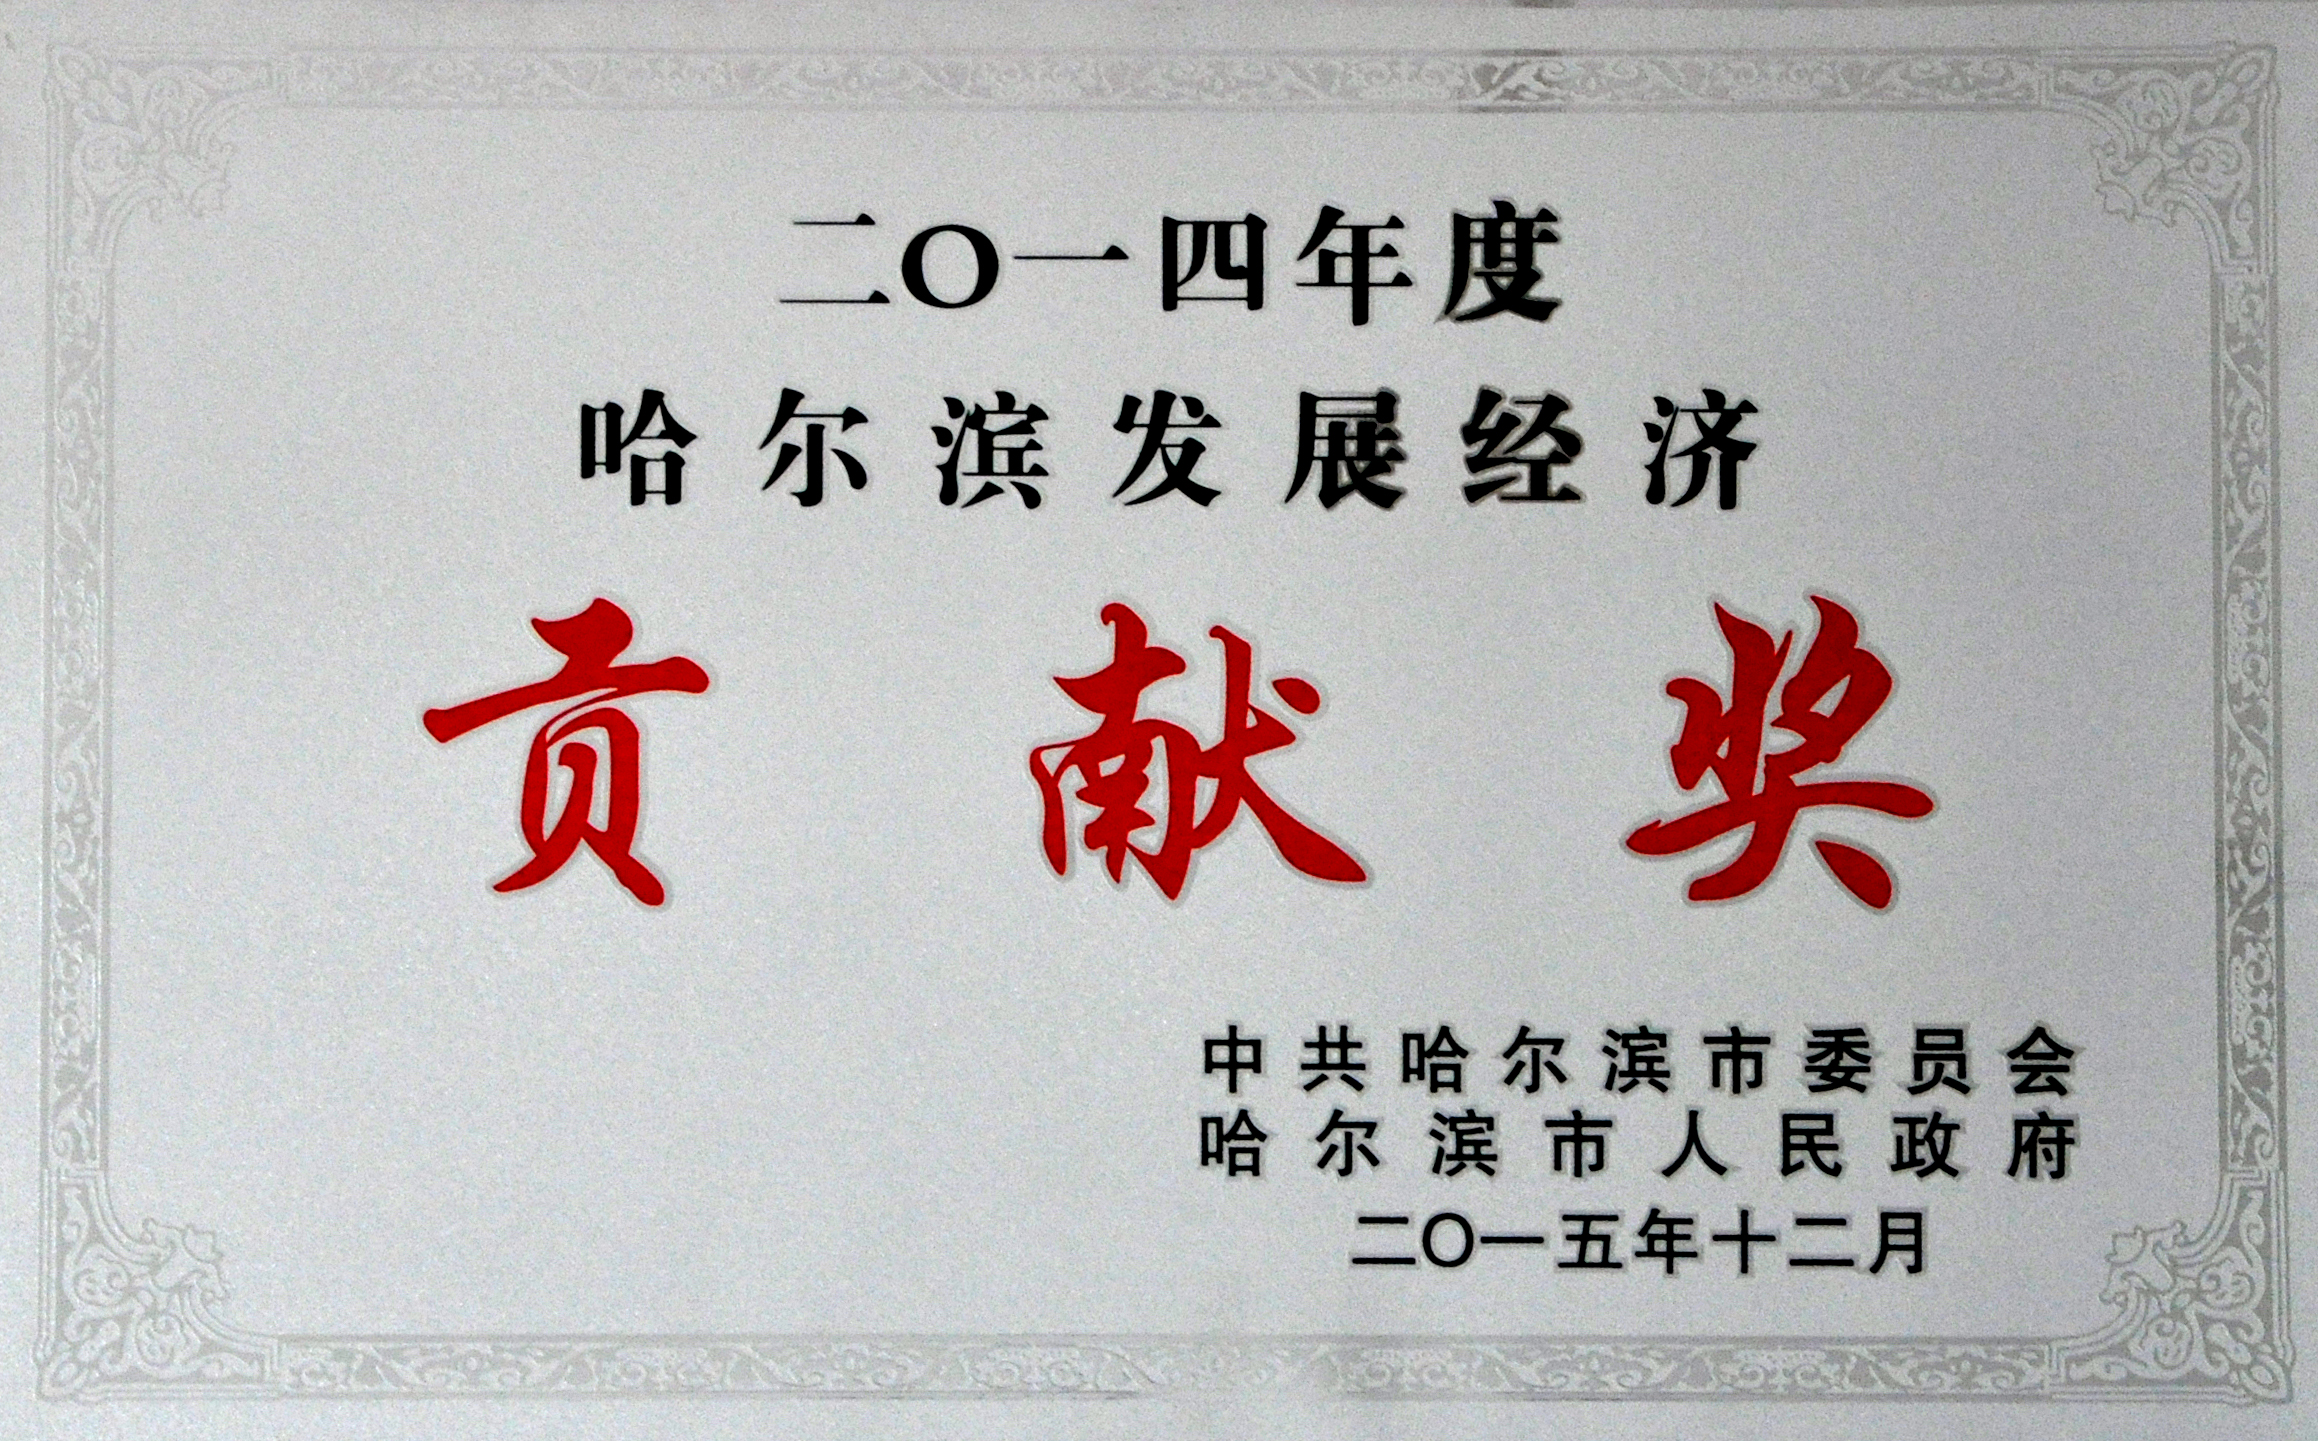 二〇一四年度
哈尔滨发展经济
贡献奖
中共哈尔滨市委员会
哈尔滨市人民政府
二〇一五年十二月